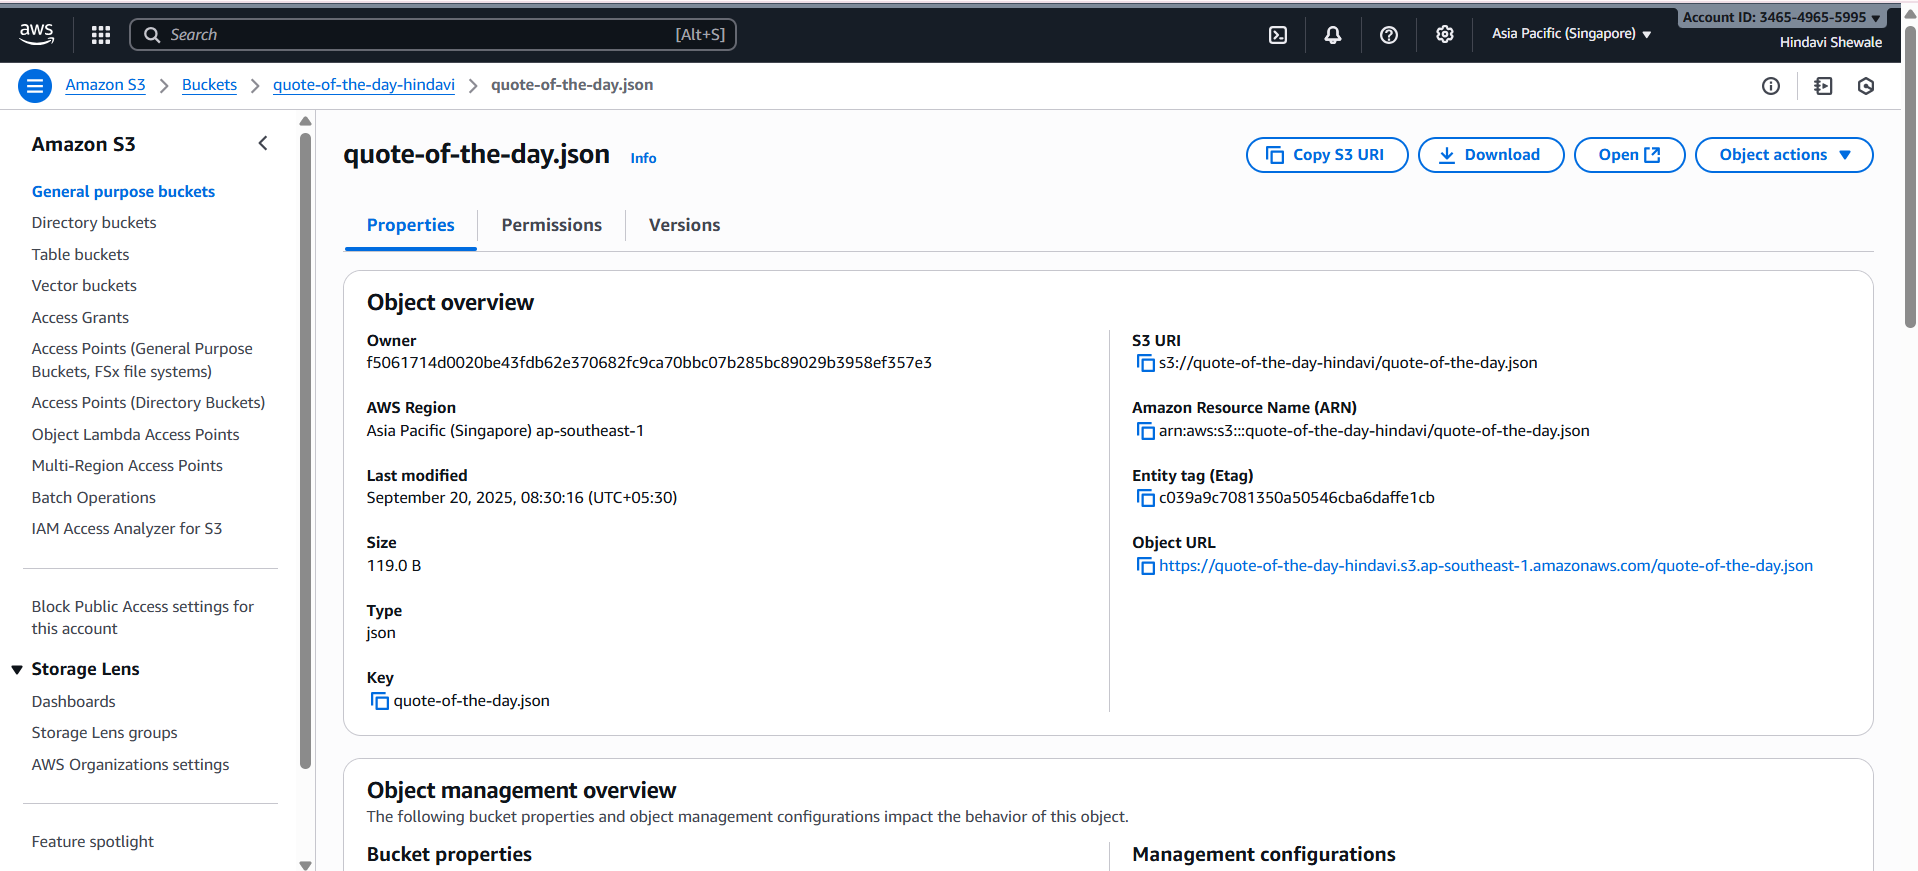 aws
Search
[Alt+S]
Asia Pacific (Singapore)
Account ID: 3465-4965-5995
Hindavi Shewale
Amazon S3
Buckets
quote-of-the-day-hindavi
quote-of-the-day.json
Amazon S3
General purpose buckets
Directory buckets
Table buckets
Vector buckets
Access Grants
Access Points (General Purpose
Buckets, FSx file systems)
Access Points (Directory Buckets)
Object Lambda Access Points
Multi-Region Access Points
Batch Operations
IAM Access Analyzer for S3
Block Public Access settings for
this account
Storage Lens
Dashboards
Storage Lens groups
AWS Organizations settings
Feature spotlight
quote-of-the-day.json
Info
Copy S3 URI
Download
Open
Object actions
Properties
Permissions
Versions
Object overview
Owner
f5061714d0020be43fdb62e370682fc9ca70bbc07b285bc89029b3958ef357e3
AWS Region
Asia Pacific (Singapore) ap-southeast-1
Last modified
September 20, 2025, 08:30:16 (UTC+05:30)
Size
119.0 B
Type
json
Key
quote-of-the-day.json
S3 URI
s3://quote-of-the-day-hindavi/quote-of-the-day.json
Amazon Resource Name (ARN)
arn:aws:s3:::quote-of-the-day-hindavi/quote-of-the-day.json
Entity tag (Etag)
c039a9c7081350a50546cba6daffe1cb
Object URL
https://quote-of-the-day-hindavi.s3.ap-southeast-1.amazonaws.com/quote-of-the-day.json
Object management overview
The following bucket properties and object management configurations impact the behavior of this object.
Bucket properties
Management configurations